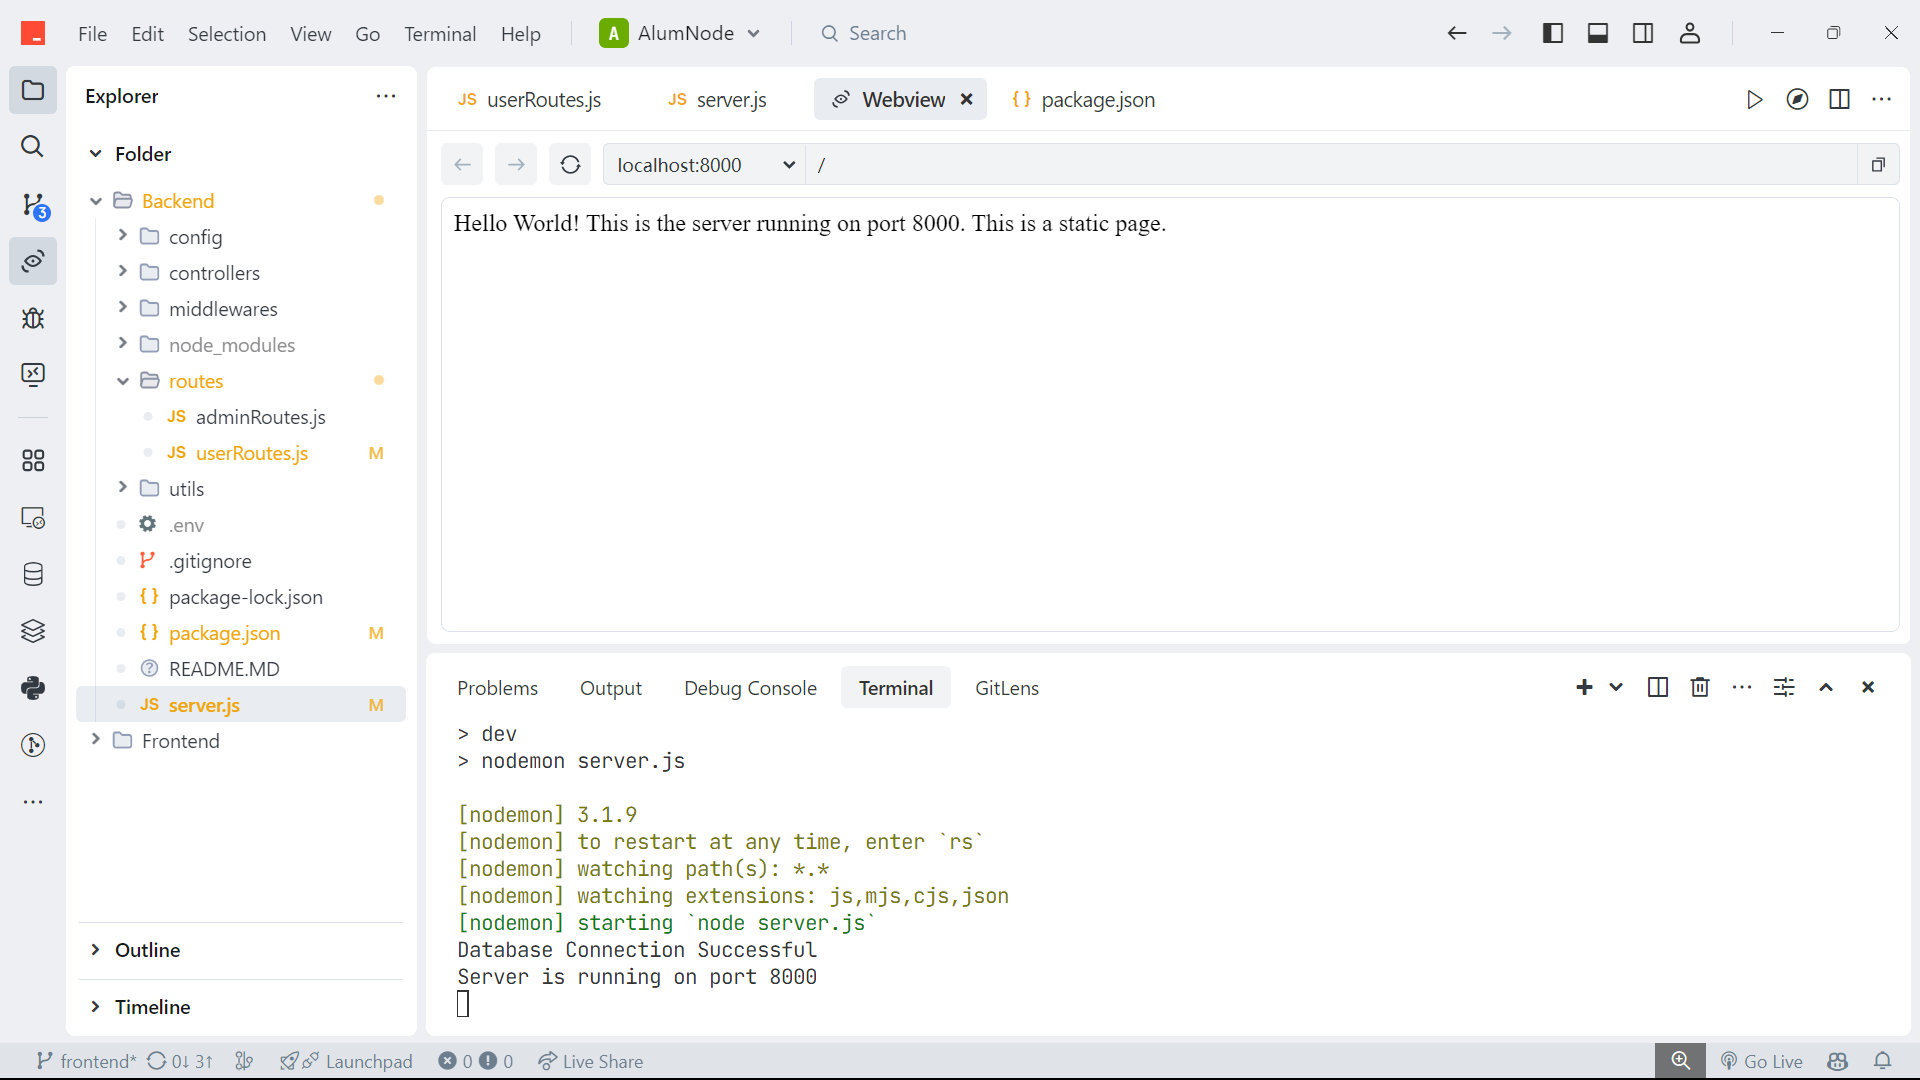 File Edit Selection View Go Terminal Help A AlumNode Search
Explorer
Folder
Backend
config
controllers
middlewares
node_modules
routes
JS adminRoutes.js
JS userRoutes.js M
utils
.env
.gitignore
{} package-lock.json
{} package.json M
README.MD
JS server.js M
Frontend
Outline
Timeline
3
JS userRoutes.js JS server.js Webview {} package.json
localhost:8000 /
Hello World! This is the server running on port 8000. This is a static page.
Problems Output Debug Console Terminal GitLens
> dev
> nodemon server.js
[nodemon] 3.1.9
[nodemon] to restart at any time, enter `rs`
[nodemon] watching path(s): *.*
[nodemon] watching extensions: js,mjs,cjs,json
[nodemon] starting `node server.js`
Database Connection Successful
Server is running on port 8000
frontend* 0↓ 3↑ Launchpad 0 0 Live Share Go Live